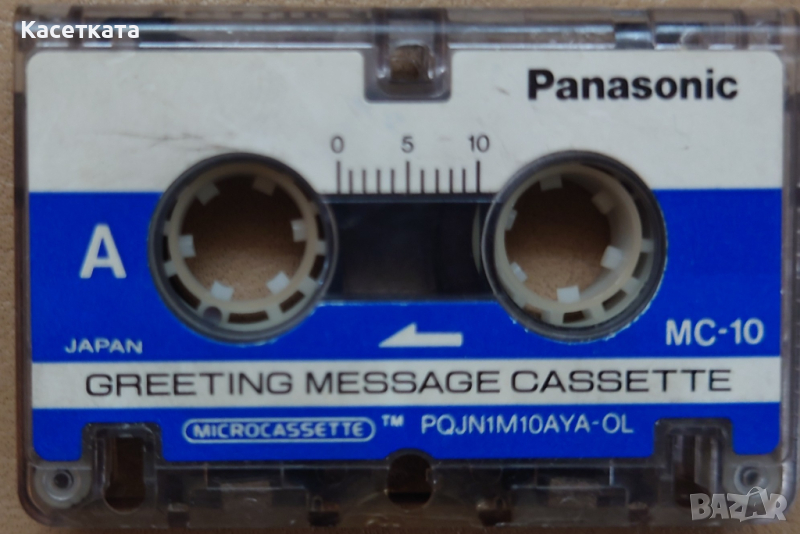 Касетката
Panasonic
0 5 10
A
JAPAN
MC-10
GREETING MESSAGE CASSETTE
MICROCASSETTE ™ PQJN1M10AYA-OL
BAZAR